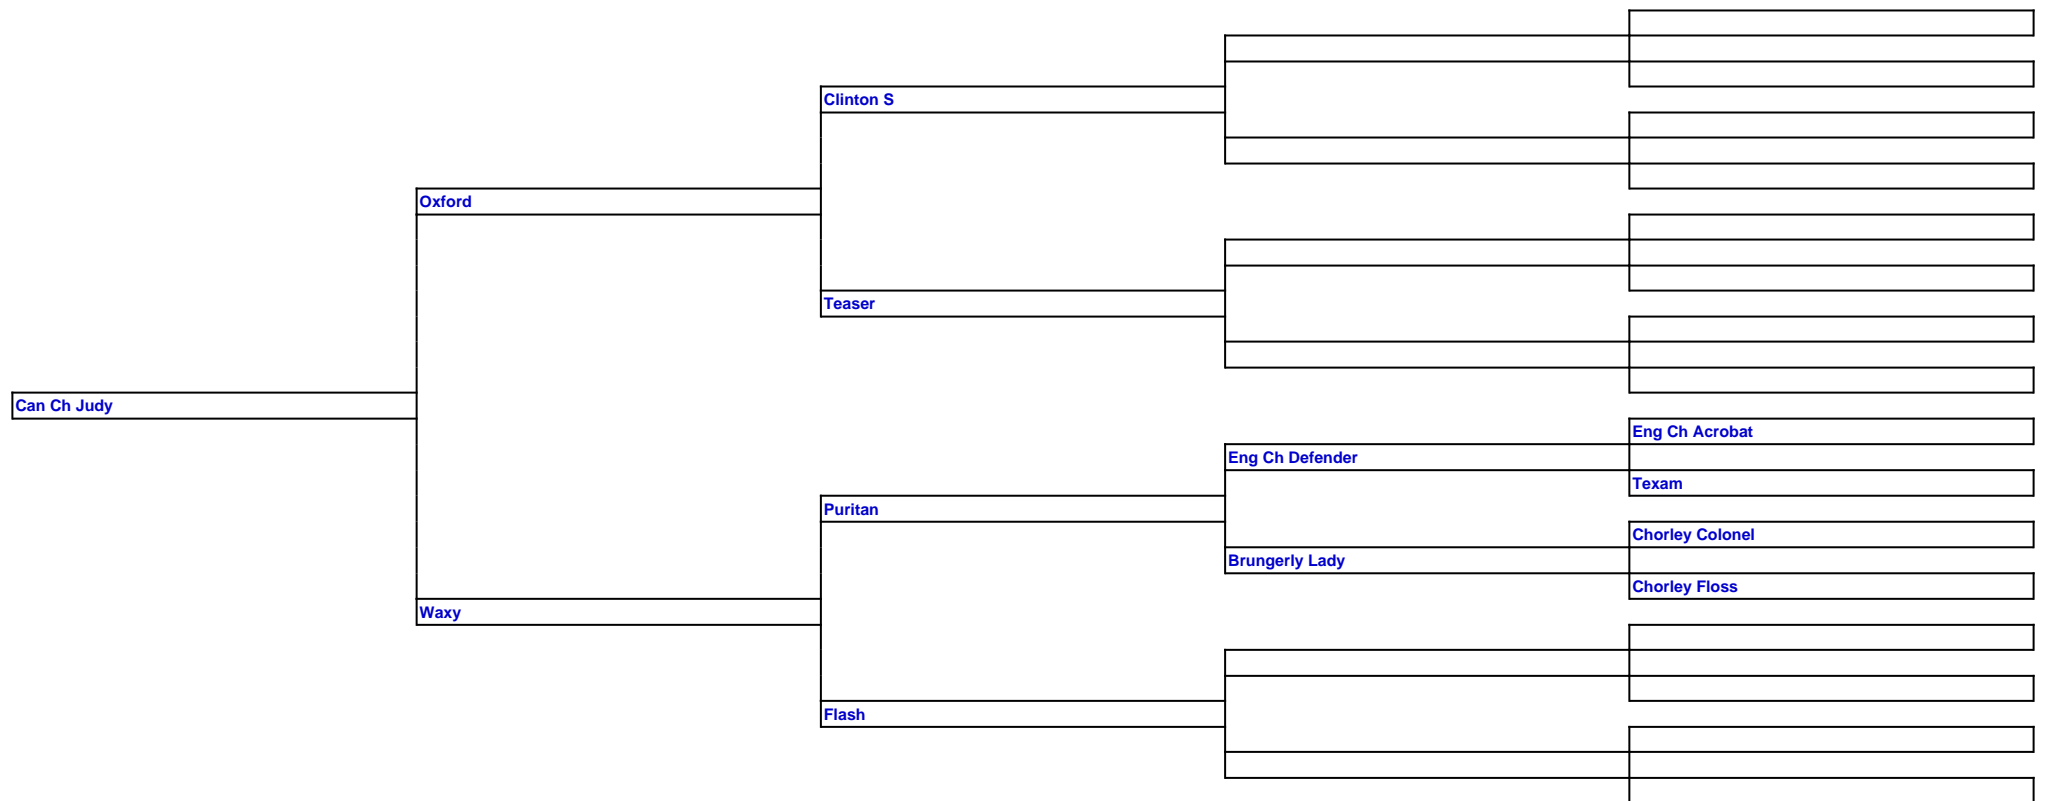 Clinton S
Oxford
Teaser
Can Ch Judy
Eng Ch Acrobat
Eng Ch Defender
Texam
Puritan
Chorley Colonel
Brungerly Lady
Chorley Floss
Waxy
Flash